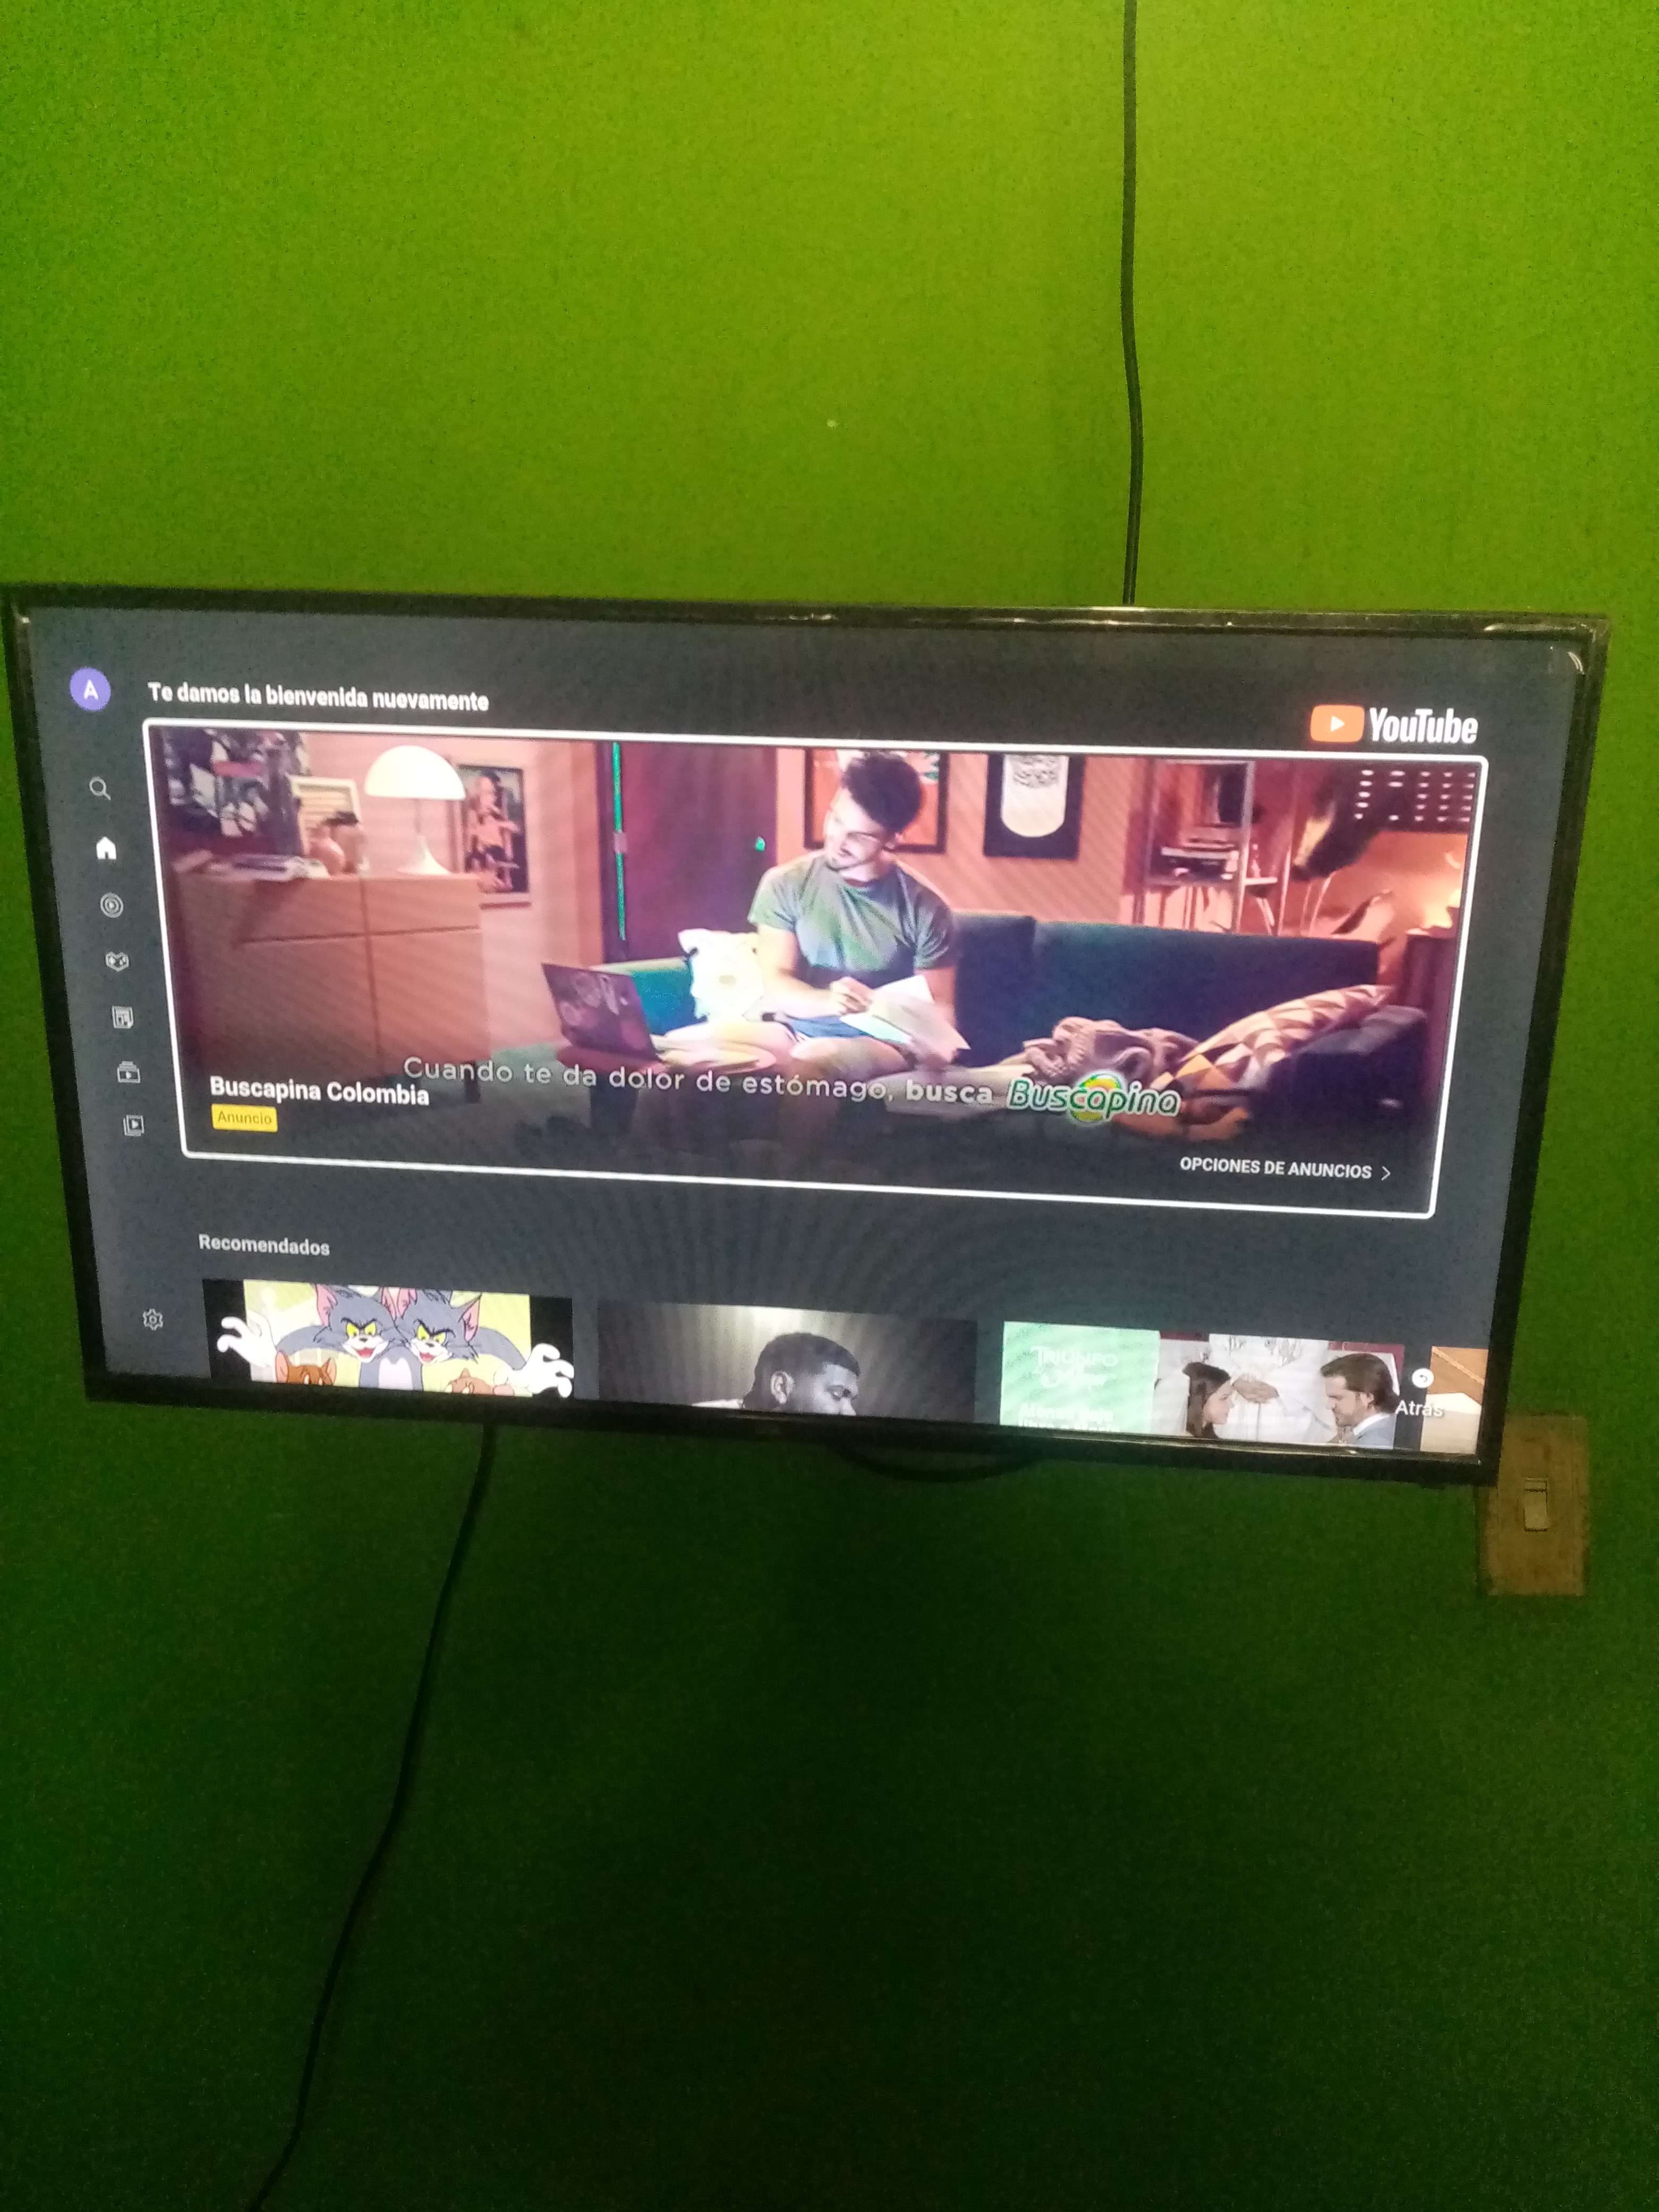 A
Te damos la bienvenida nuevamente
YouTube
Cuando te da dolor de estómago, busca Buscapina
Buscapina Colombia
Anuncio
OPCIONES DE ANUNCIOS
Recomendados
TRIUNFO
Atrás